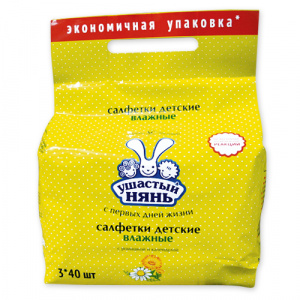 экономичная упаковка*
салфетки детские
влажные
УШАСТЫЙ
НЯНЬ
с первых дней жизни
салфетки детские
влажные
3*40 шт